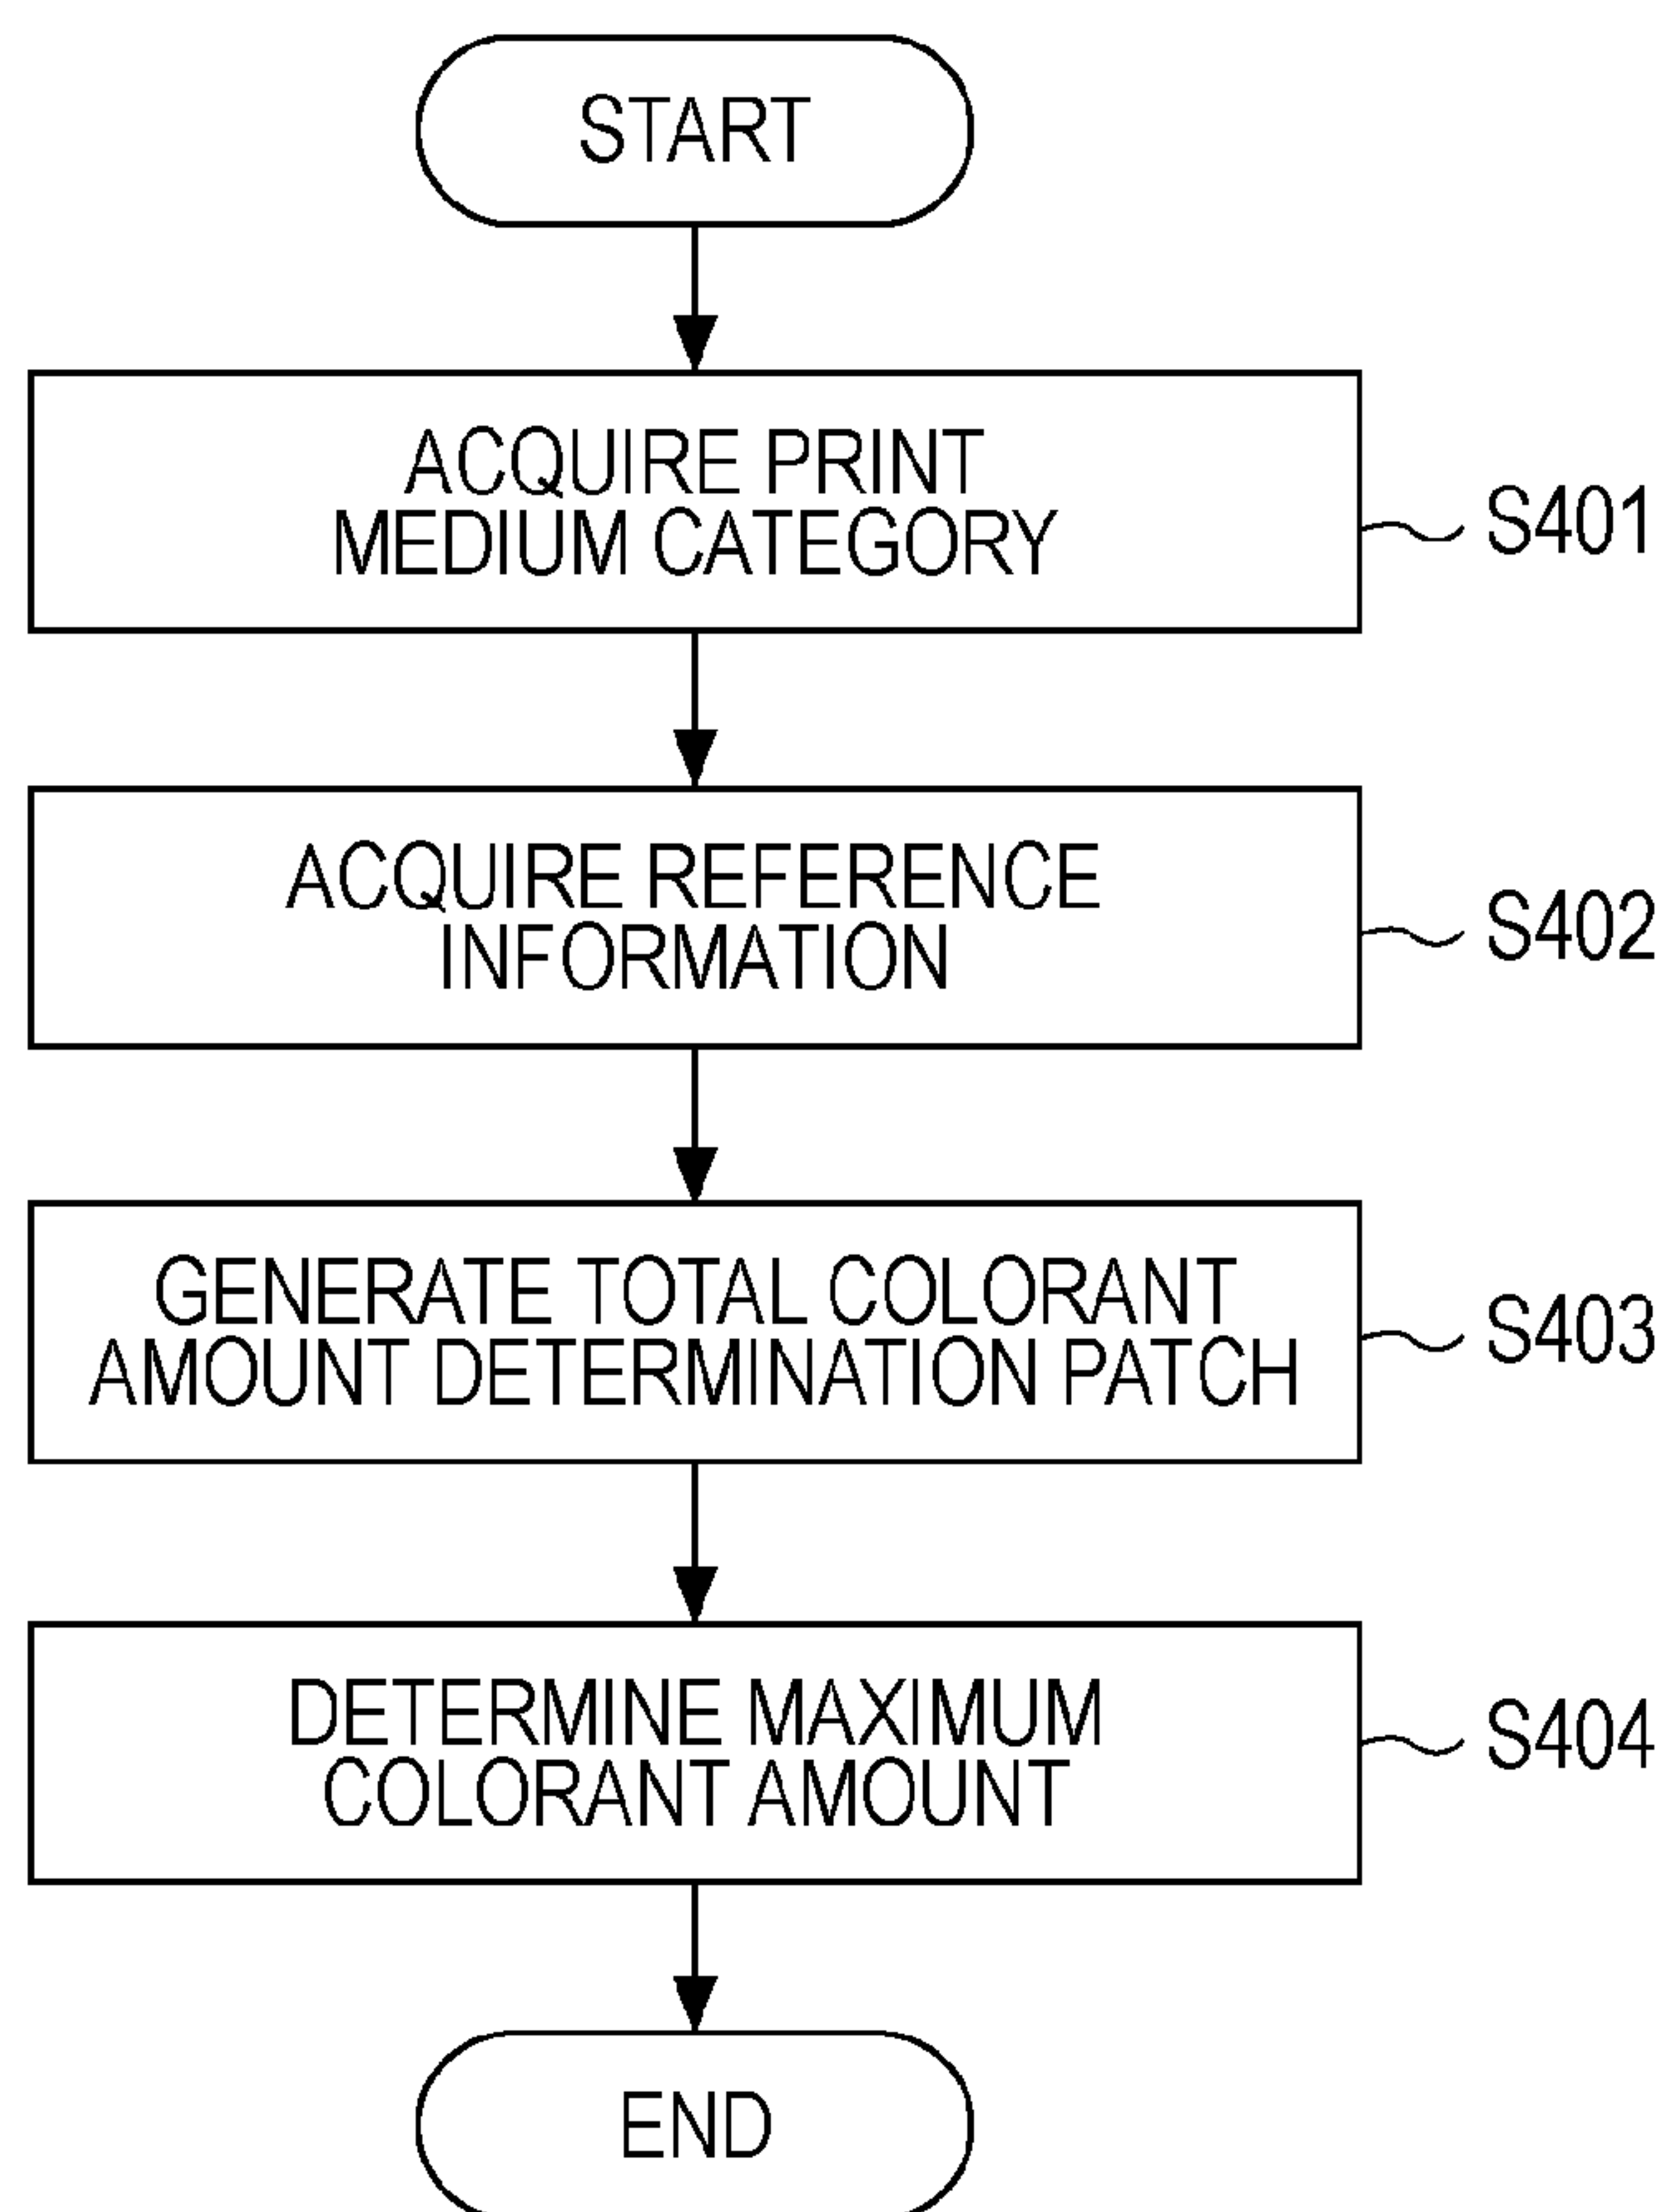 START
ACQUIRE PRINT
MEDIUM CATEGORY
S401
ACQUIRE REFERENCE
INFORMATION
S402
GENERATE TOTAL COLORANT
AMOUNT DETERMINATION PATCH
S403
DETERMINE MAXIMUM
COLORANT AMOUNT
S404
END